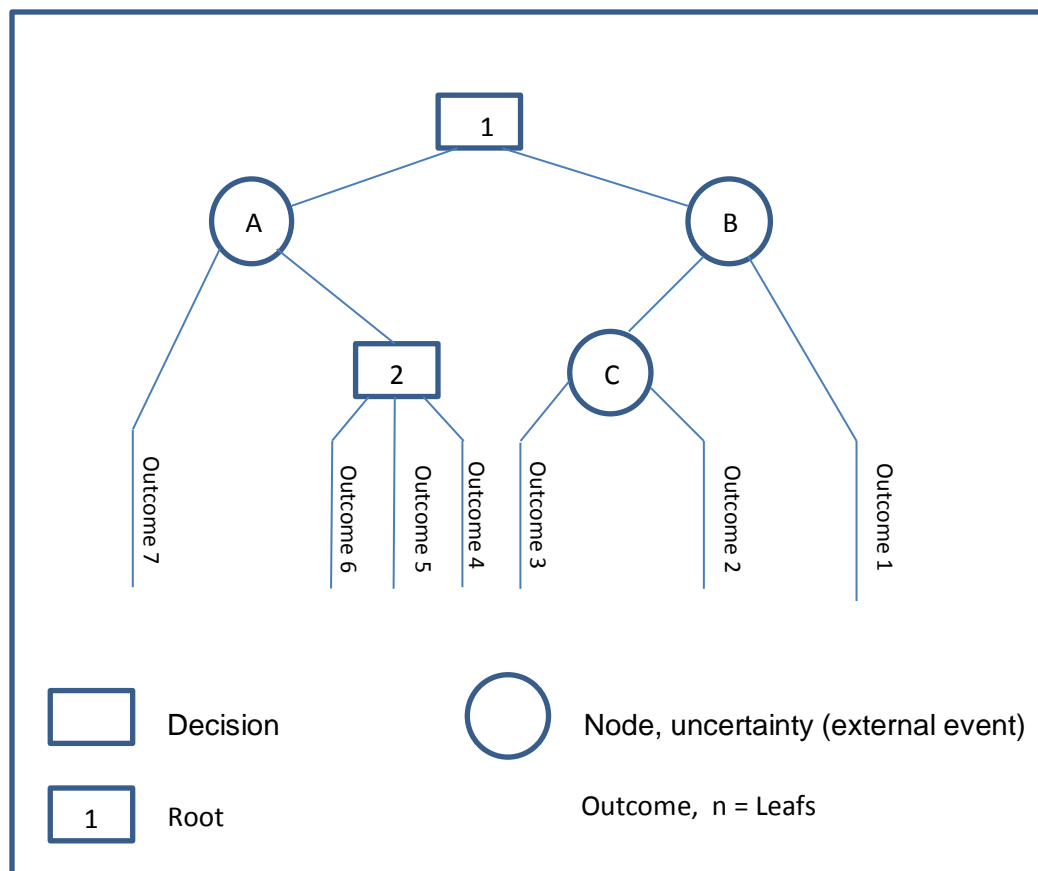 1
A
B
2
C
Outcome 7
Outcome 6
Outcome 5
Outcome 4
Outcome 3
Outcome 2
Outcome 1
Decision
Node, uncertainty (external event)
1
Root
Outcome, n = Leafs